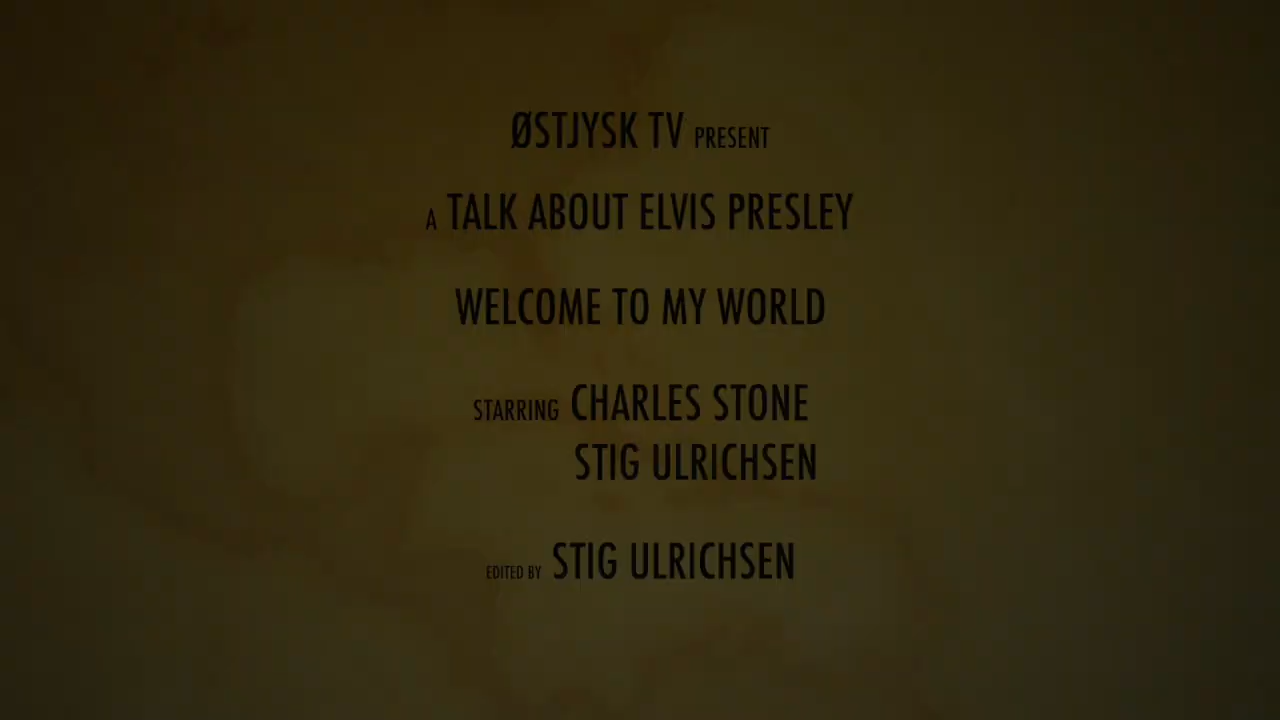 ØSTJYSK TV PRESENT
A TALK ABOUT ELVIS PRESLEY
WELCOME TO MY WORLD
STARRING CHARLES STONE
STIG ULRICHSEN
EDITED BY STIG ULRICHSEN